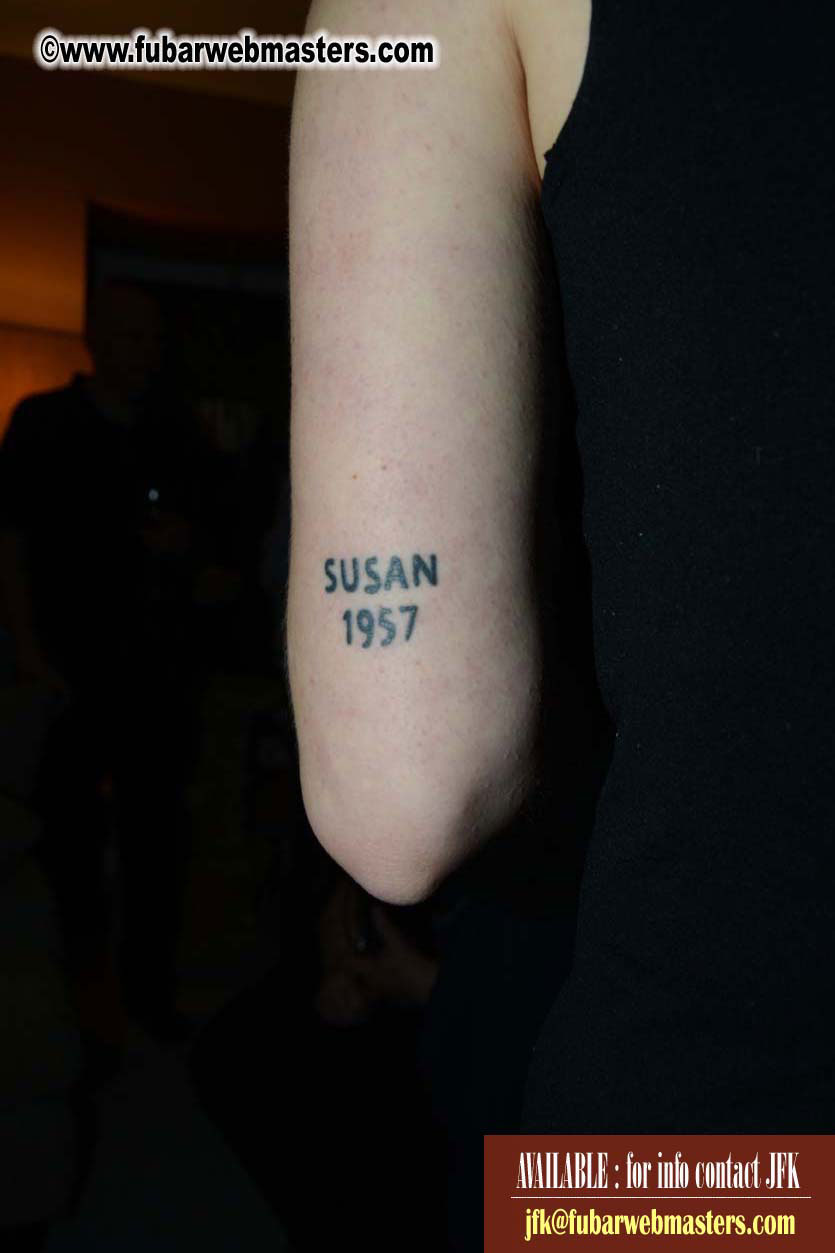 ©www.fubarwebmasters.com
SUSAN
1957
AVAILABLE : for info contact JFK
jfk@fubarwebmasters.com